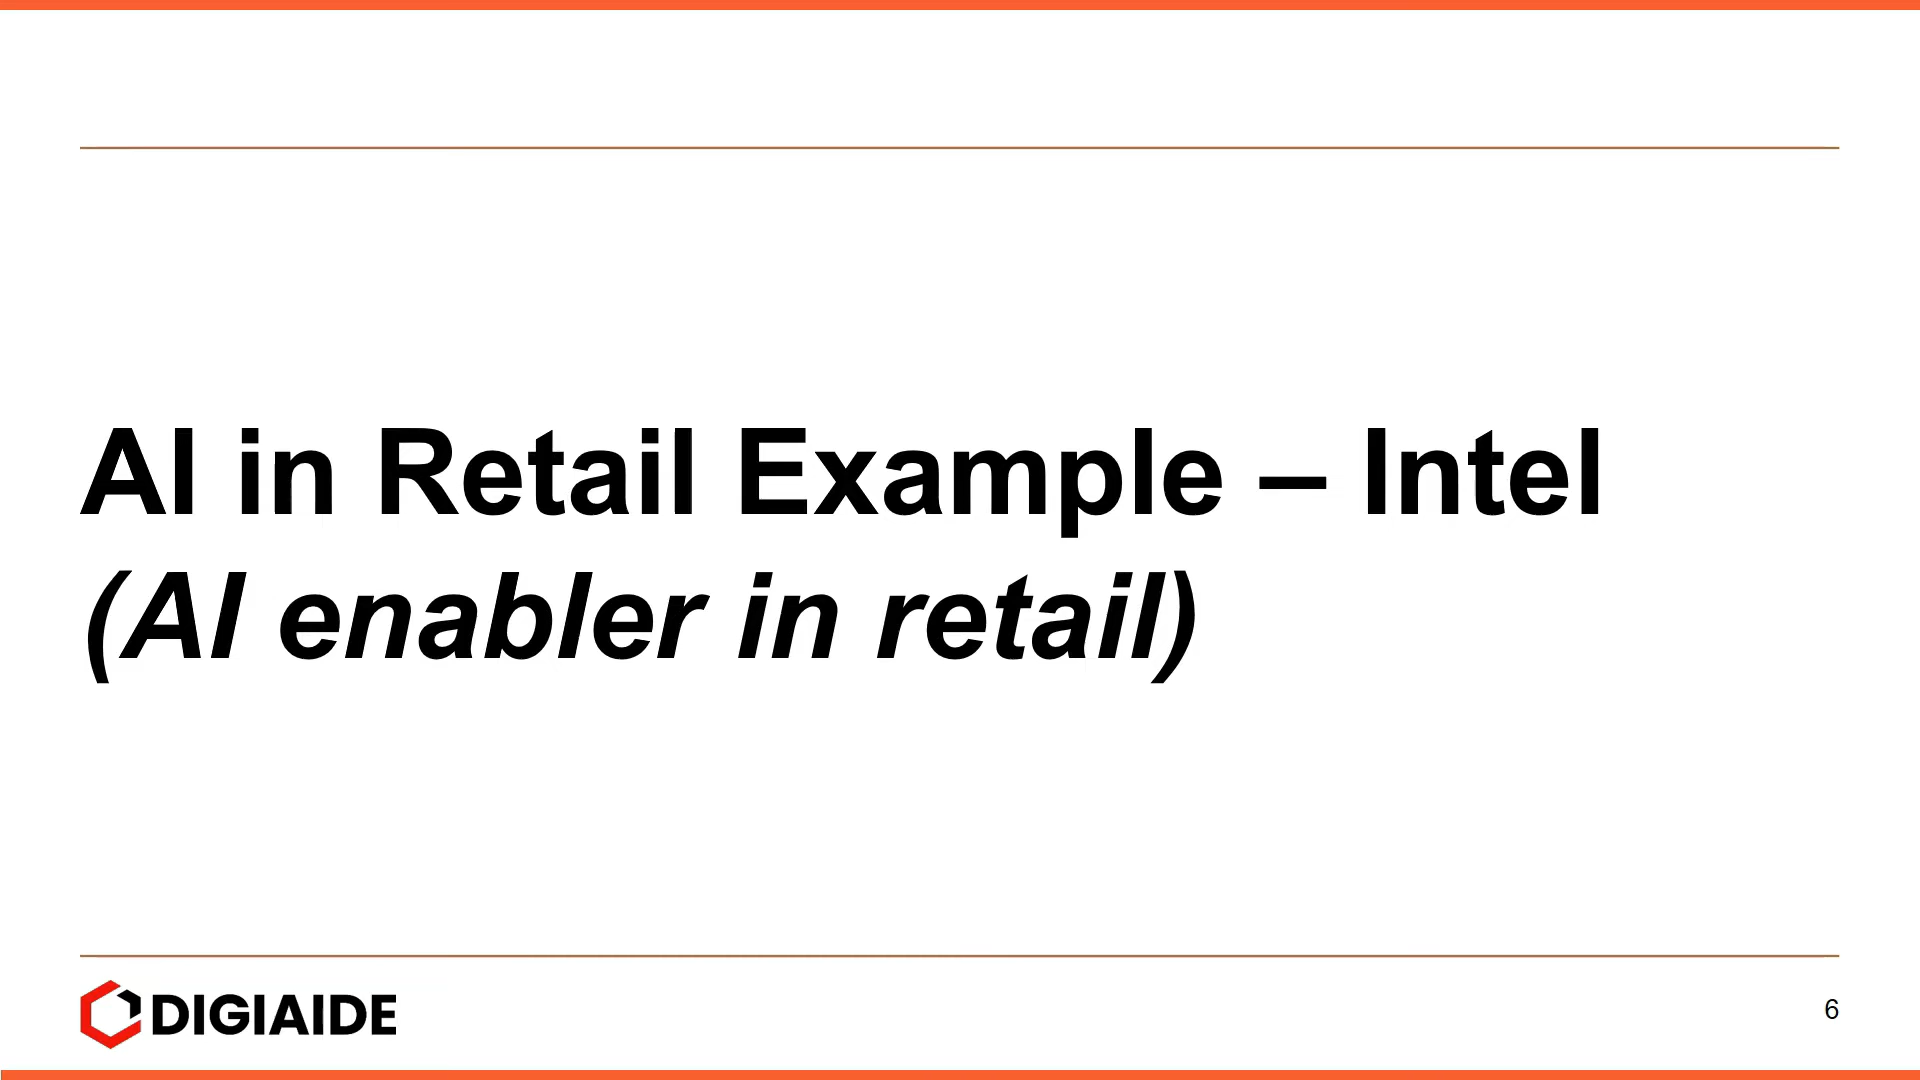 AI in Retail Example – Intel
(AI enabler in retail)
DIGIAIDE
6